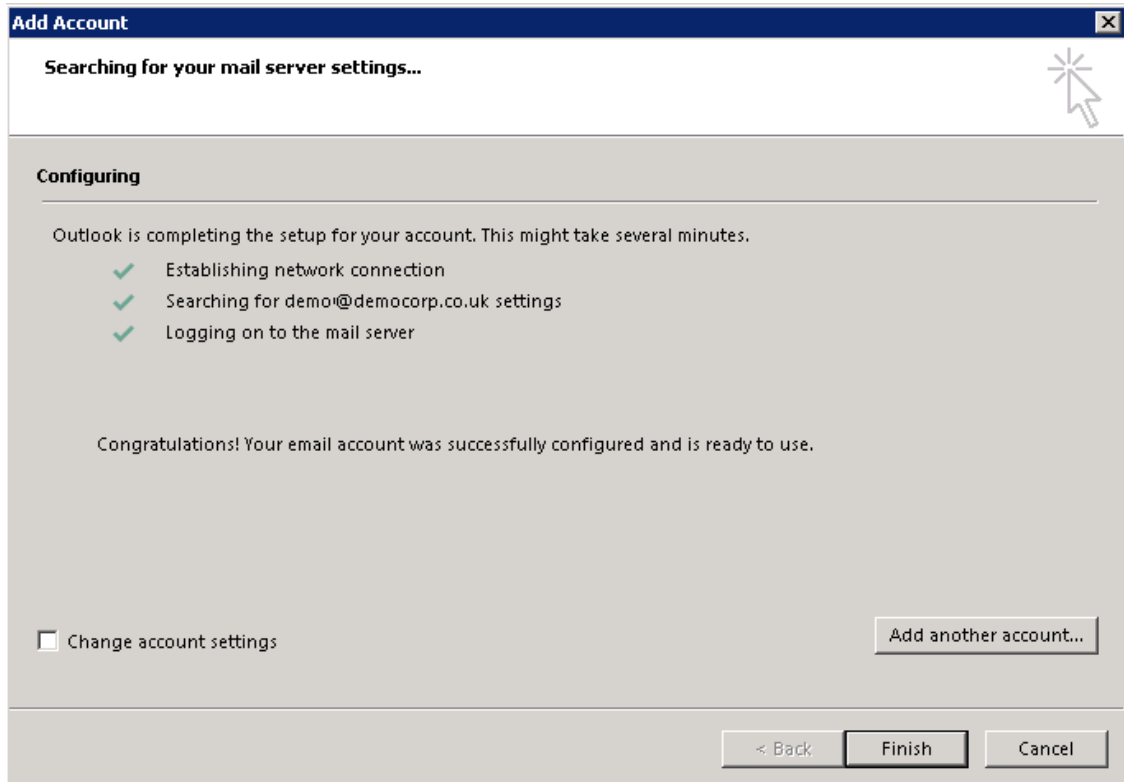 Add Account
Searching for your mail server settings...
Configuring
Outlook is completing the setup for your account. This might take several minutes.
Establishing network connection
Searching for demo@democorp.co.uk settings
Logging on to the mail server
Congratulations! Your email account was successfully configured and is ready to use.
Change account settings
Add another account...
< Back
Finish
Cancel